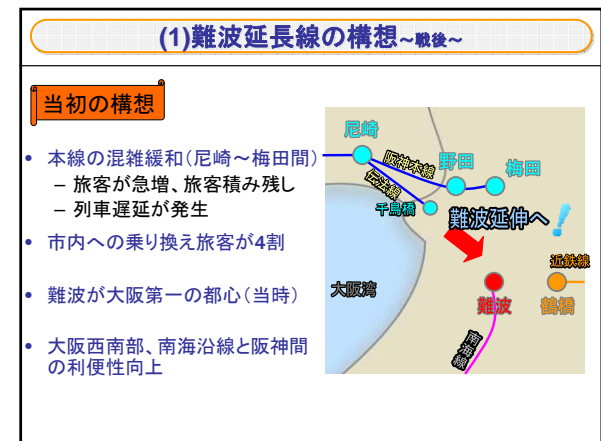 (1)難波延長線の構想~戦後~
当初の構想
• 本線の混雑緩和(尼崎~梅田間)
– 旅客が急増、旅客積み残し
– 列車遅延が発生
• 市内への乗り換え旅客が4割
• 難波が大阪第一の都心(当時)
• 大阪西南部、南海沿線と阪神間
の利便性向上
尼崎
阪神本線
野田
梅田
伝法線
千鳥橋
難波延伸へ!
近鉄線
大阪湾
難波
鶴橋
南海線